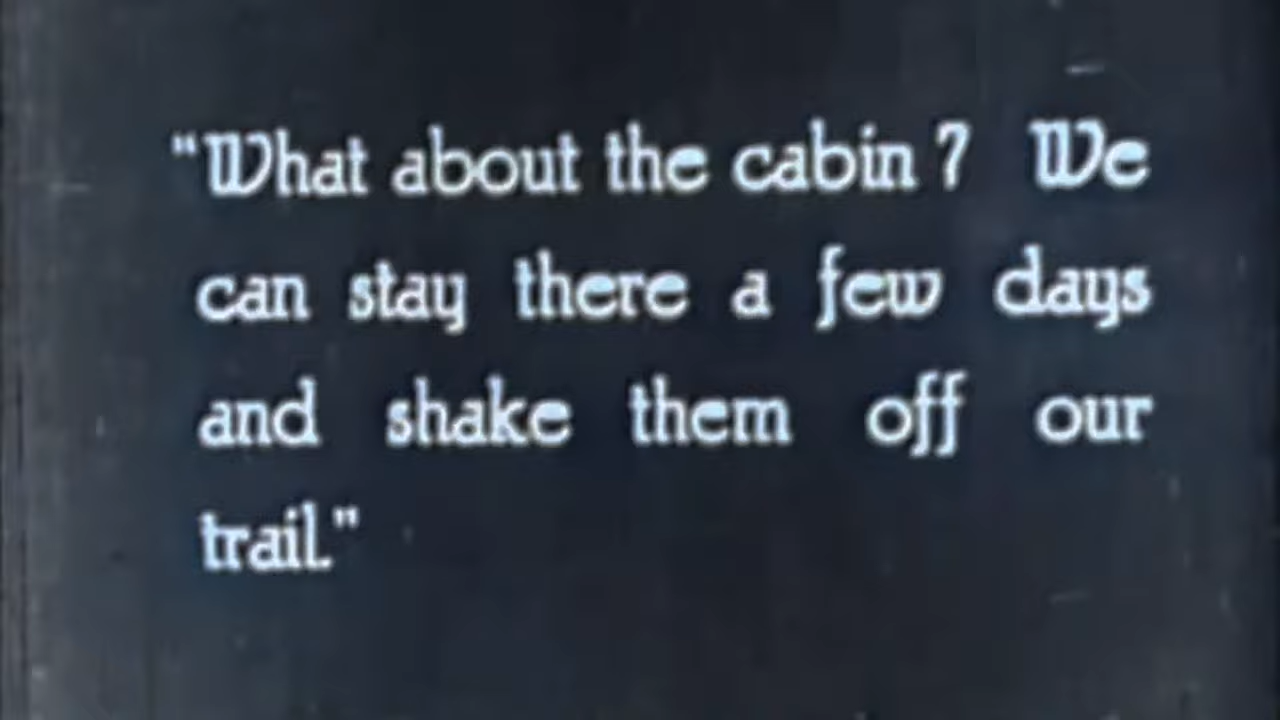 "What about the cabin? We
can stay there a few days
and shake them off our
trail."